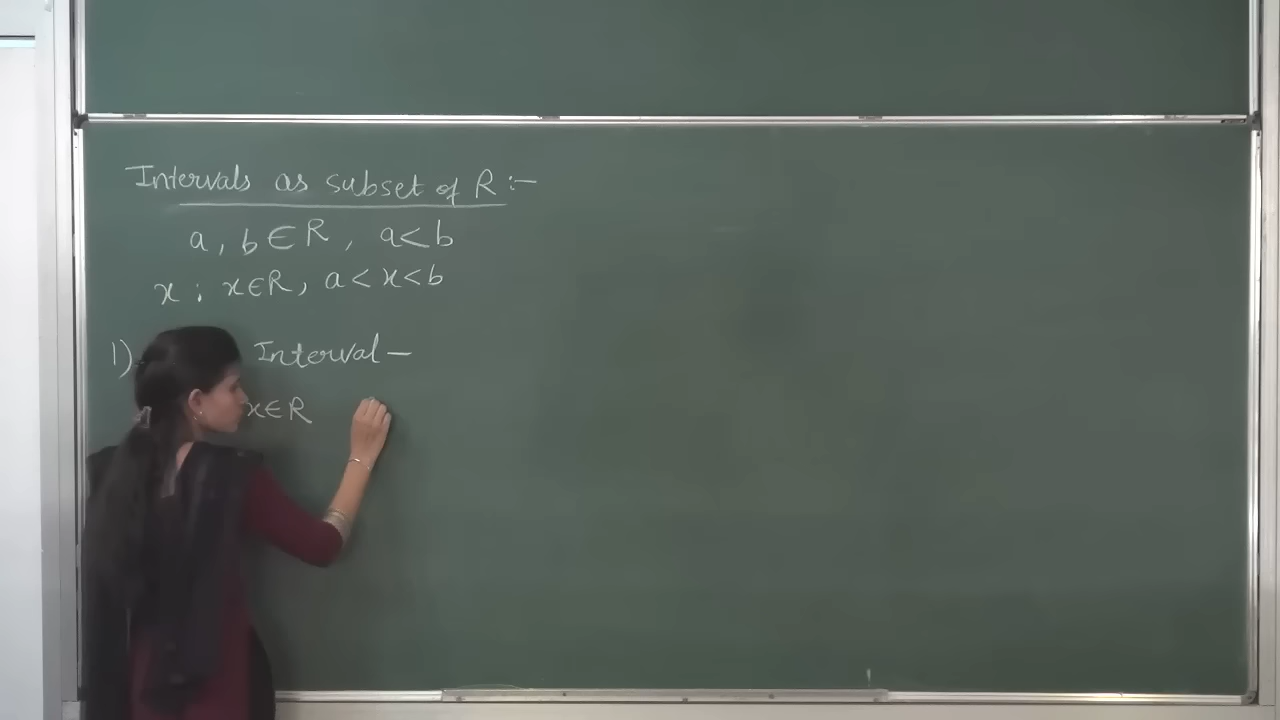 Intervals as subset of R :-
a, b ∈ R, a < b
x : x ∈ R, a < x < b
1) Interval -
x ∈ R